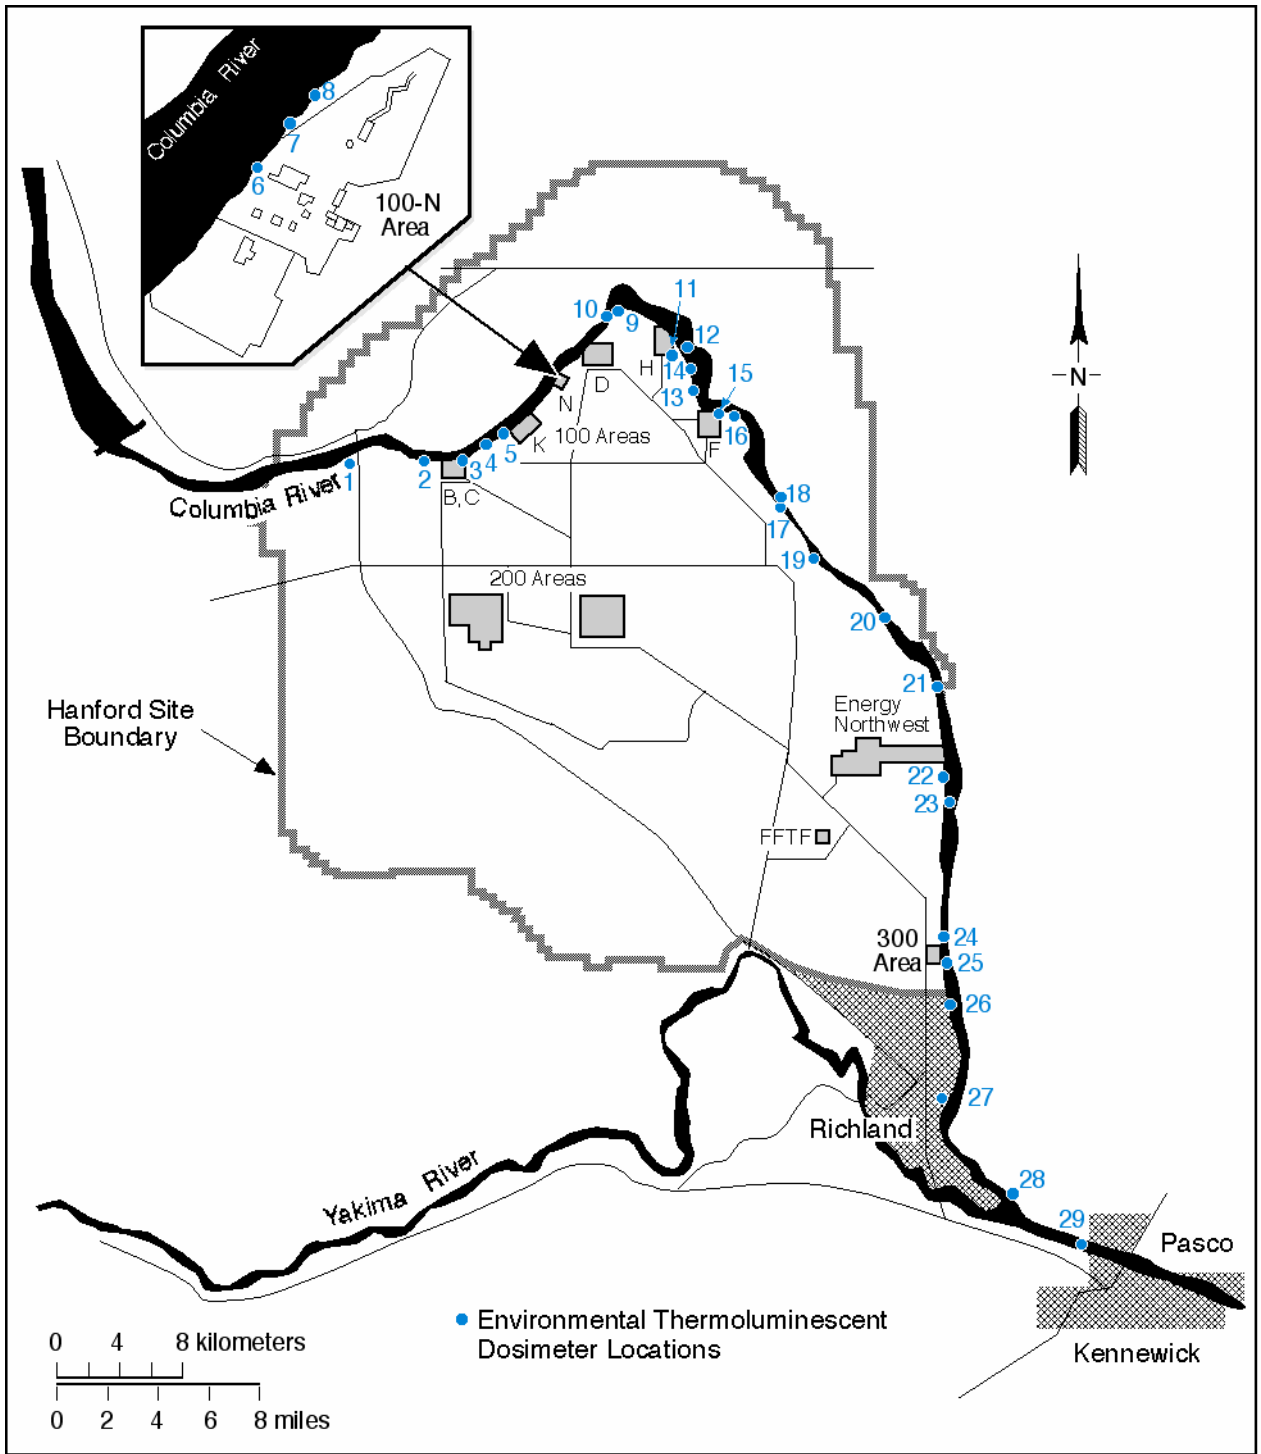 Columbia River
8
7
6
100-N
Area
11
10
9
12
H
14
15
D
13
N
16
F
K
100 Areas
5
4
3
2
1
B,C
Columbia River
18
17
19
200 Areas
20
21
Energy
Northwest
Hanford Site
Boundary
22
23
FFTF
300
Area
24
25
26
27
Richland
Yakima River
28
29
Pasco
Kennewick
N
Environmental Thermoluminescent
Dosimeter Locations
0 4 8 kilometers
0 2 4 6 8 miles